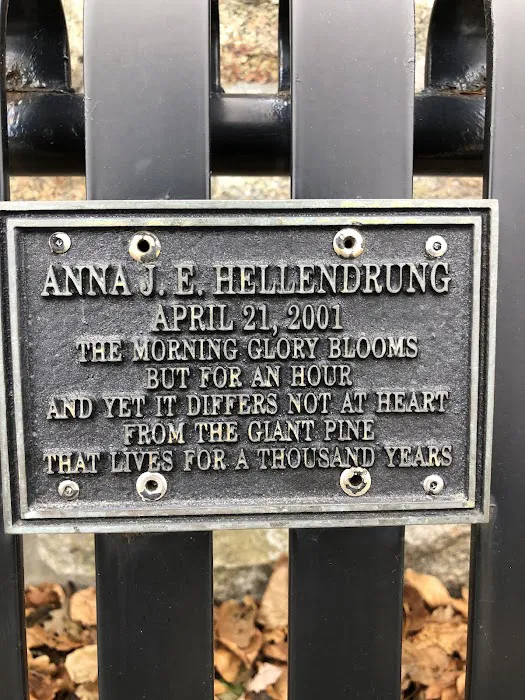 ANNA J. E. HELLENDRUNG
APRIL 21, 2001
THE MORNING GLORY BLOOMS
BUT FOR AN HOUR
AND YET IT DIFFERS NOT AT HEART
FROM THE GIANT PINE
THAT LIVES FOR A THOUSAND YEARS